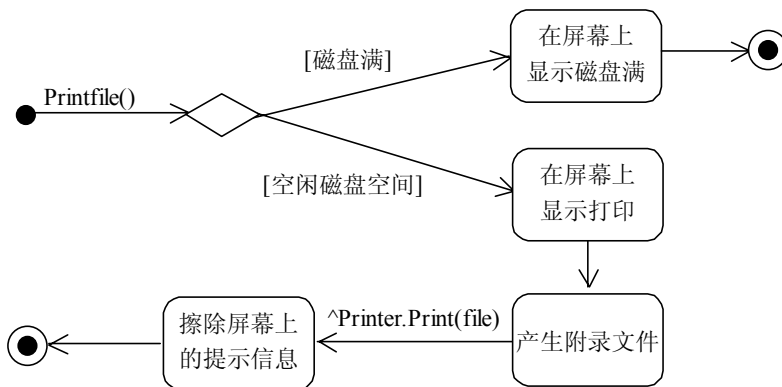 [磁盘满]
在屏幕上
显示磁盘满
Printfile()
[空闲磁盘空间]
在屏幕上
显示打印
^Printer.Print(file)
产生附录文件
擦除屏幕上
的提示信息